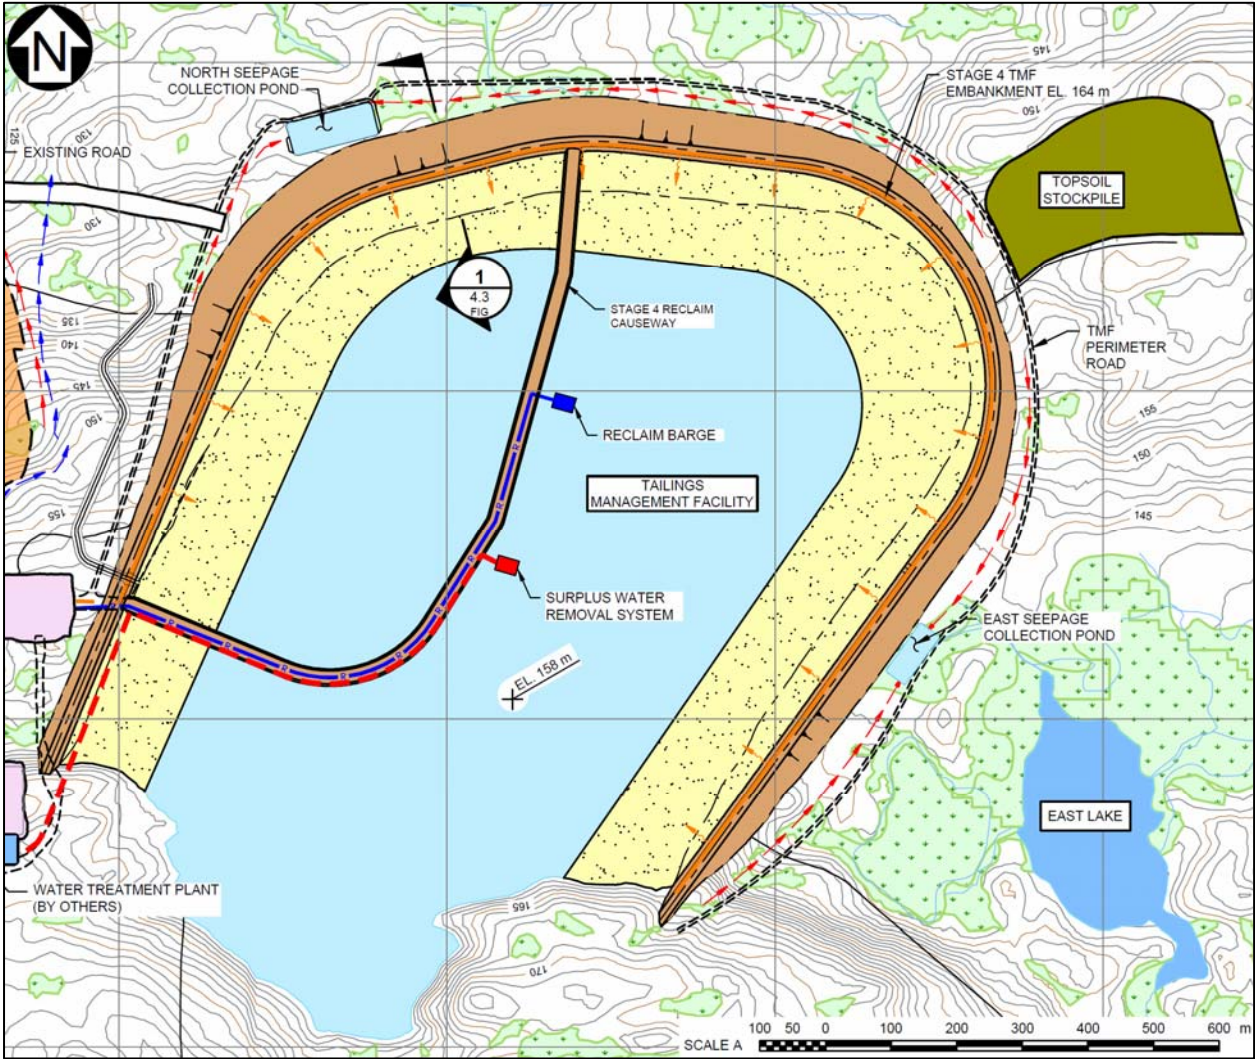 N
NORTH SEEPAGE
COLLECTION POND
STAGE 4 TMF
EMBANKMENT EL. 164 m
145
150
125
130
EXISTING ROAD
TOPSOIL
STOCKPILE
130
1
4.3
FIG
STAGE 4 RECLAIM
CAUSEWAY
135
140
145
150
TMF
PERIMETER
ROAD
155
150
145
RECLAIM BARGE
TAILINGS
MANAGEMENT FACILITY
155
R
R
SURPLUS WATER
REMOVAL SYSTEM
R
R
R
R
R
R
EAST SEEPAGE
COLLECTION POND
EL. 158 m
EAST LAKE
WATER TREATMENT PLANT
(BY OTHERS)
165
170
SCALE A
100 50 0 100 200 300 400 500 600 m